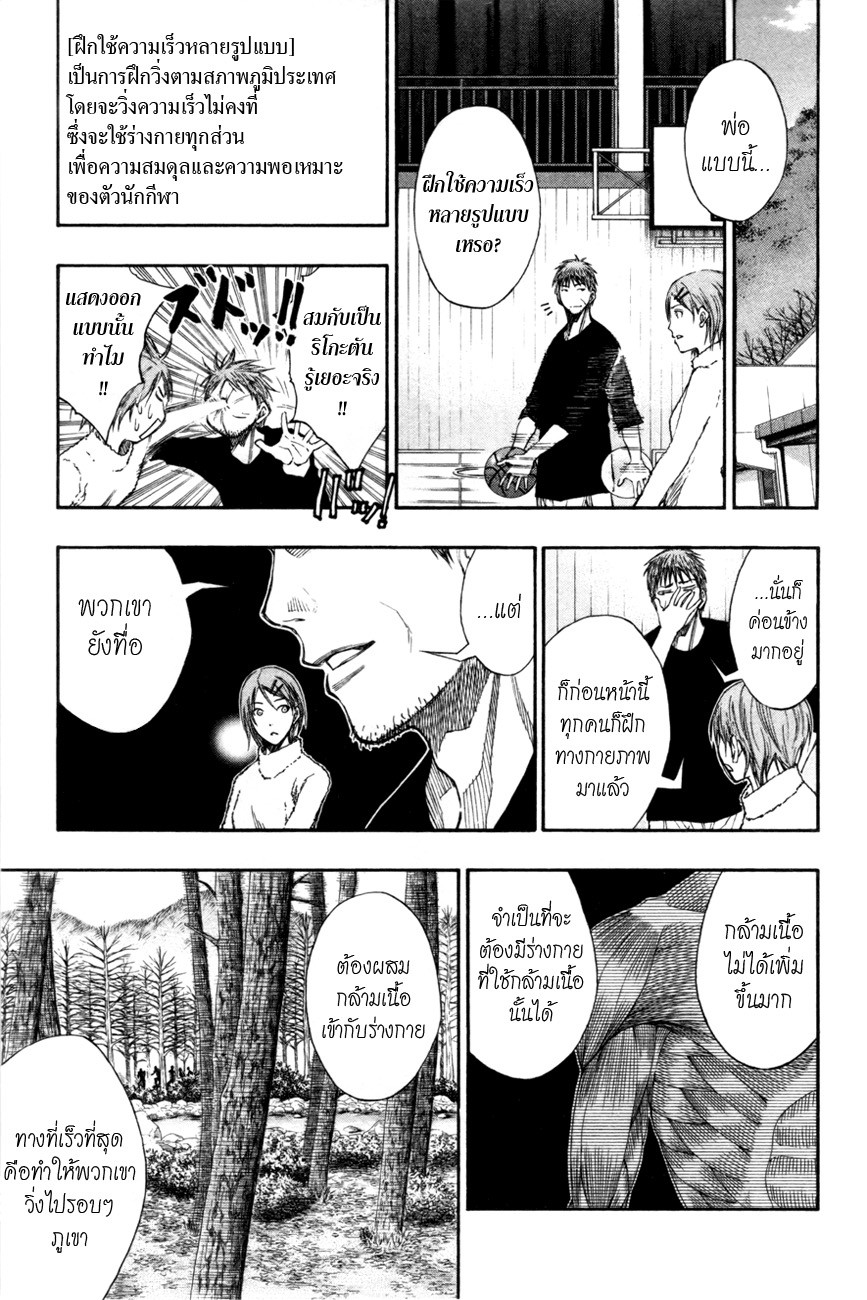 พ่อ
แบบนี้...
ฝึกใช้ความเร็ว
หลายรูปแบบ
เหรอ?
[ฝึกใช้ความเร็วหลายรูปแบบ]
เป็นการฝึกวิ่งตามสภาพภูมิประเทศ
โดยจะวิ่งความเร็วไม่คงที่
ซึ่งจะใช้ร่างกายทุกส่วน
เพื่อความสมดุลและความพอเหมาะ
ของตัวนักกีฬา
สมกับเป็น
ริโกะตัน
รู้เยอะจริง
!!
ズドッ!!
แสดงออก
แบบนั้น
ทำไม
!!
...นั่นก็
ค่อนข้าง
มากอยู่
ก็ก่อนหน้านี้
ทุกคนก็ฝึก
ทางกายภาพ
มาแล้ว
...แต่
พวกเขา
ยังทื่อ
กล้ามเนื้อ
ไม่ได้เพิ่ม
ขึ้นมาก
จำเป็นที่จะ
ต้องมีร่างกาย
ที่ใช้กล้ามเนื้อ
นั้นได้
ต้องผสม
กล้ามเนื้อ
เข้ากับร่างกาย
ทางที่เร็วที่สุด
คือทำให้พวกเขา
วิ่งไปรอบๆ
ภูเขา